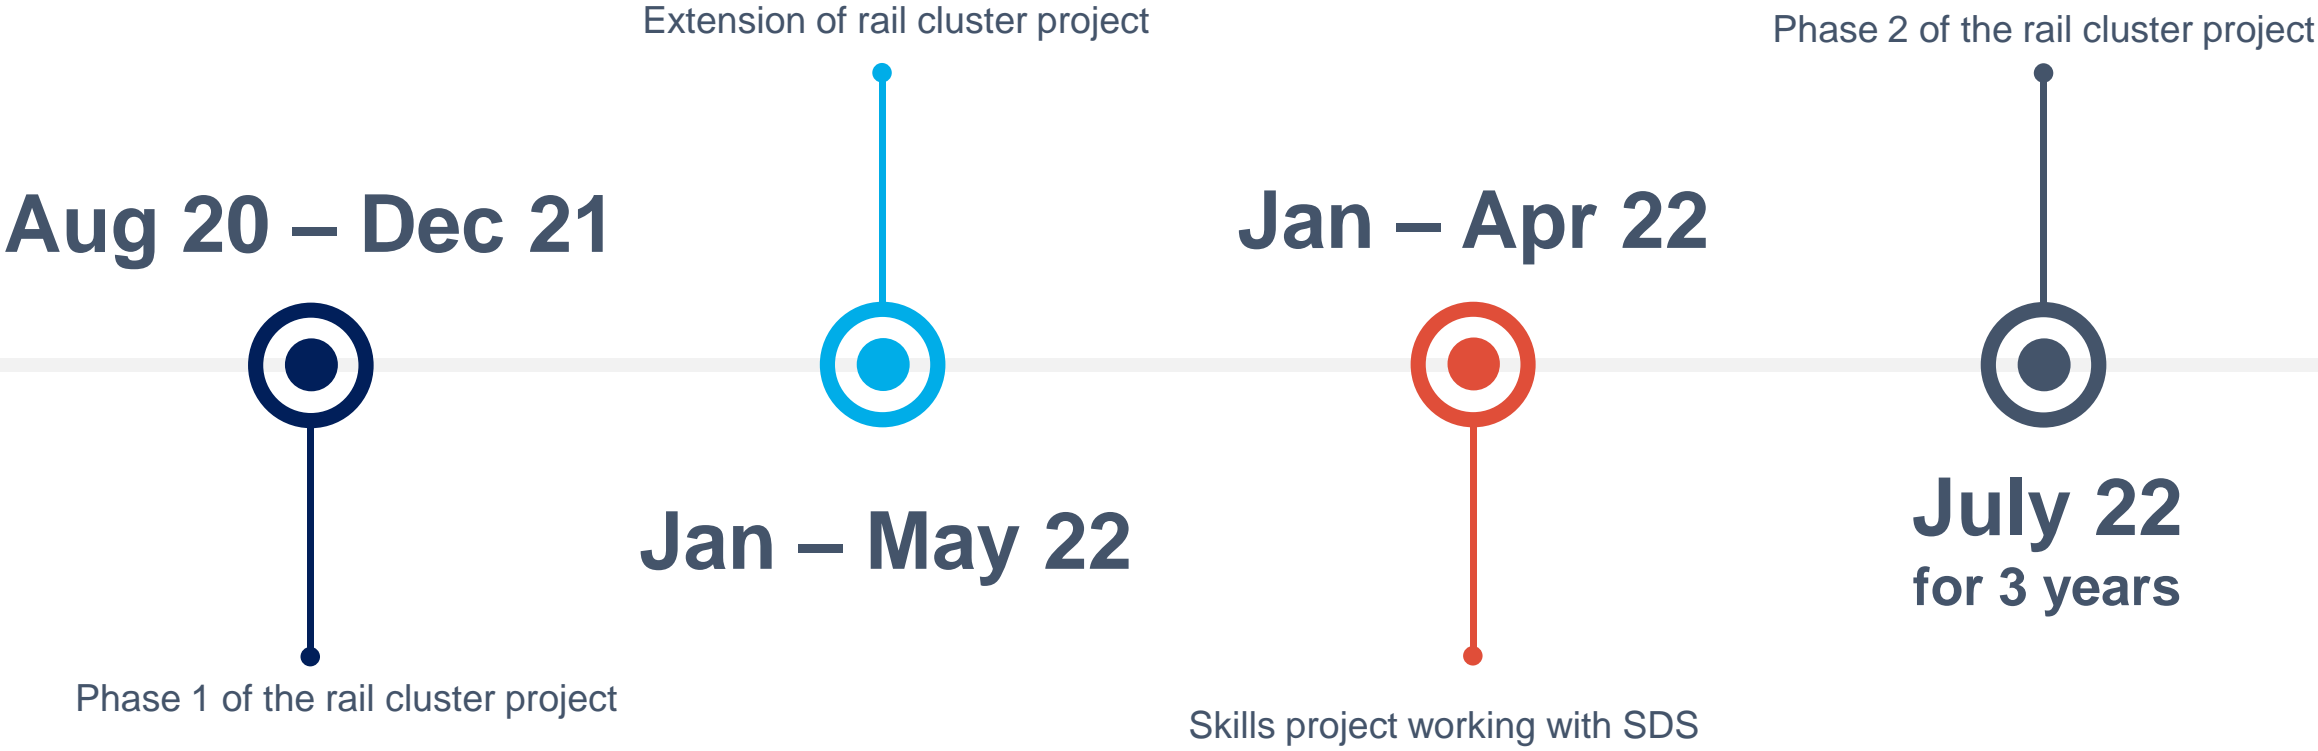 Extension of rail cluster project
Phase 2 of the rail cluster project
Aug 20 – Dec 21
Jan – Apr 22
Jan – May 22
July 22
for 3 years
Phase 1 of the rail cluster project
Skills project working with SDS